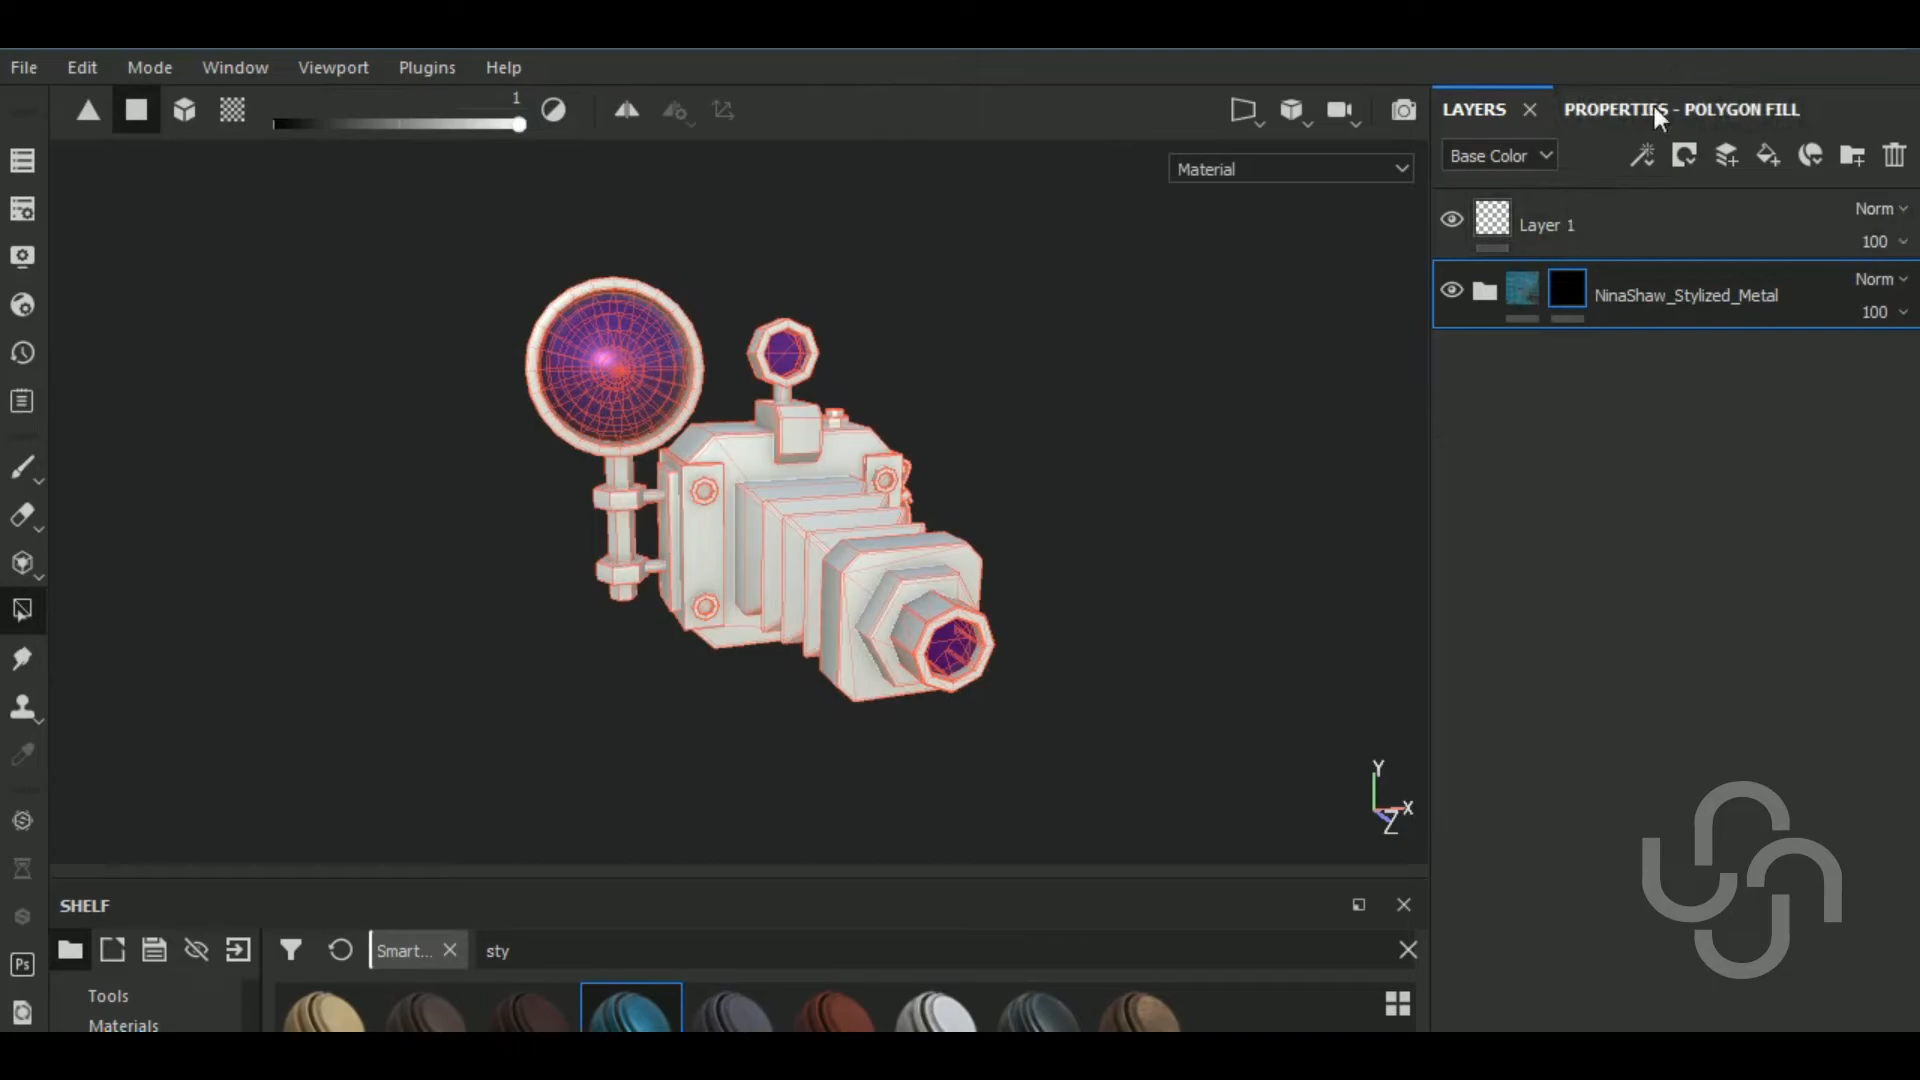 File Edit Mode Window Viewport Plugins Help
1
LAYERS PROPERTIES - POLYGON FILL
Base Color
Material
Norm
Layer 1
100
Norm
NinaShaw_Stylized_Metal
100
Y
X
Z
SHELF
Smart... sty
Ps
Tools
Materials